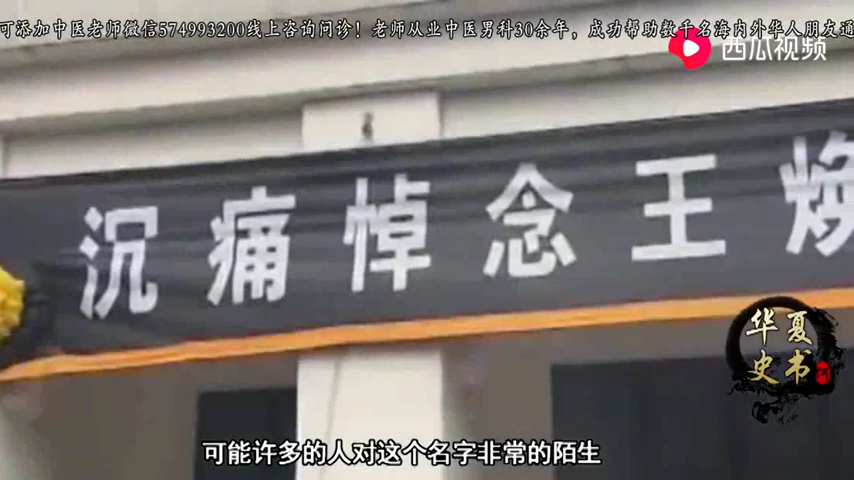 可添加中医老师微信574993200线上咨询问诊！老师从业中医男科30余年，成功帮助数千名海内外华人朋友通
西瓜视频
沉痛悼念王焕
华夏
史书
可能许多的人对这个名字非常的陌生